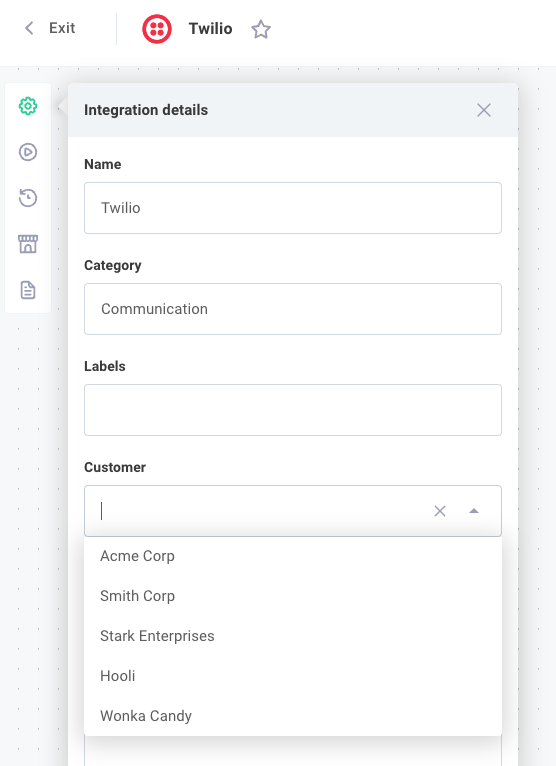 Exit
Twilio
Integration details
Name
Twilio
Category
Communication
Labels
Customer
Acme Corp
Smith Corp
Stark Enterprises
Hooli
Wonka Candy